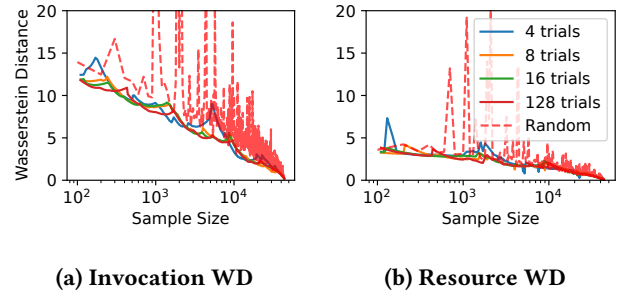 Wasserstein Distance
20
15
10
5
0
10² 10³ 10⁴
Sample Size
20
15
10
5
0
10² 10³ 10⁴
Sample Size
4 trials
8 trials
16 trials
128 trials
Random
(a) Invocation WD
(b) Resource WD